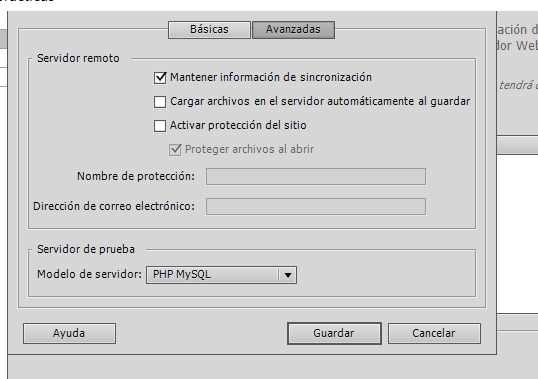 Básicas
Avanzadas
ación d
Servidor remoto
dor Wel
Mantener información de sincronización
tendrá
Cargar archivos en el servidor automáticamente al guardar
Activar protección del sitio
Proteger archivos al abrir
Nombre de protección:
Dirección de correo electrónico:
Servidor de prueba
Modelo de servidor: PHP MySQL
Ayuda
Guardar
Cancelar